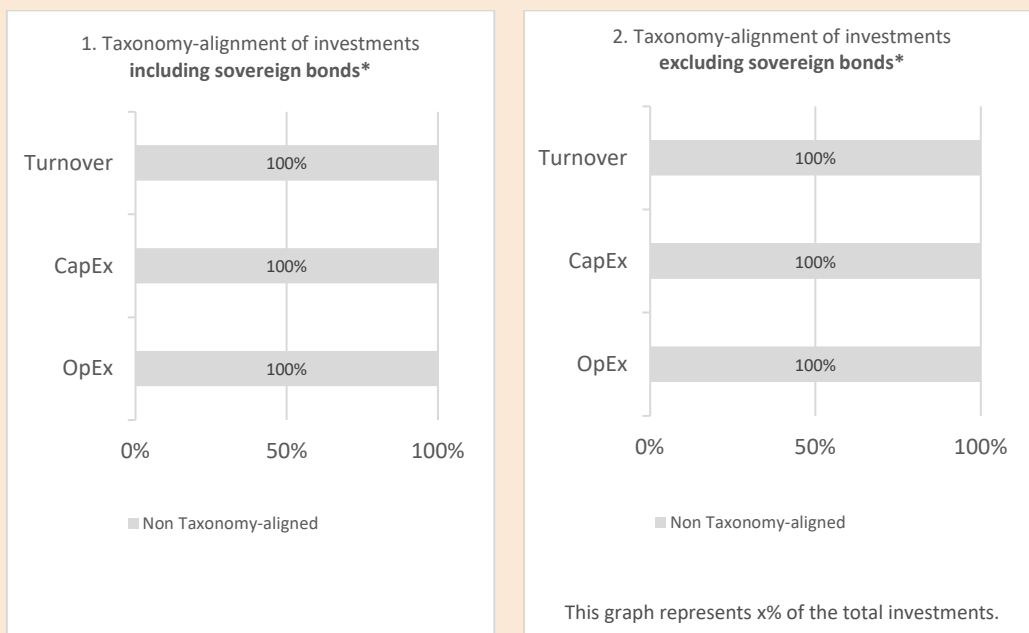 1. Taxonomy-alignment of investments
including sovereign bonds*
Turnover
100%
CapEx
100%
OpEx
100%
0%
50%
100%
Non Taxonomy-aligned
2. Taxonomy-alignment of investments
excluding sovereign bonds*
Turnover
100%
CapEx
100%
OpEx
100%
0%
50%
100%
Non Taxonomy-aligned
This graph represents x% of the total investments.